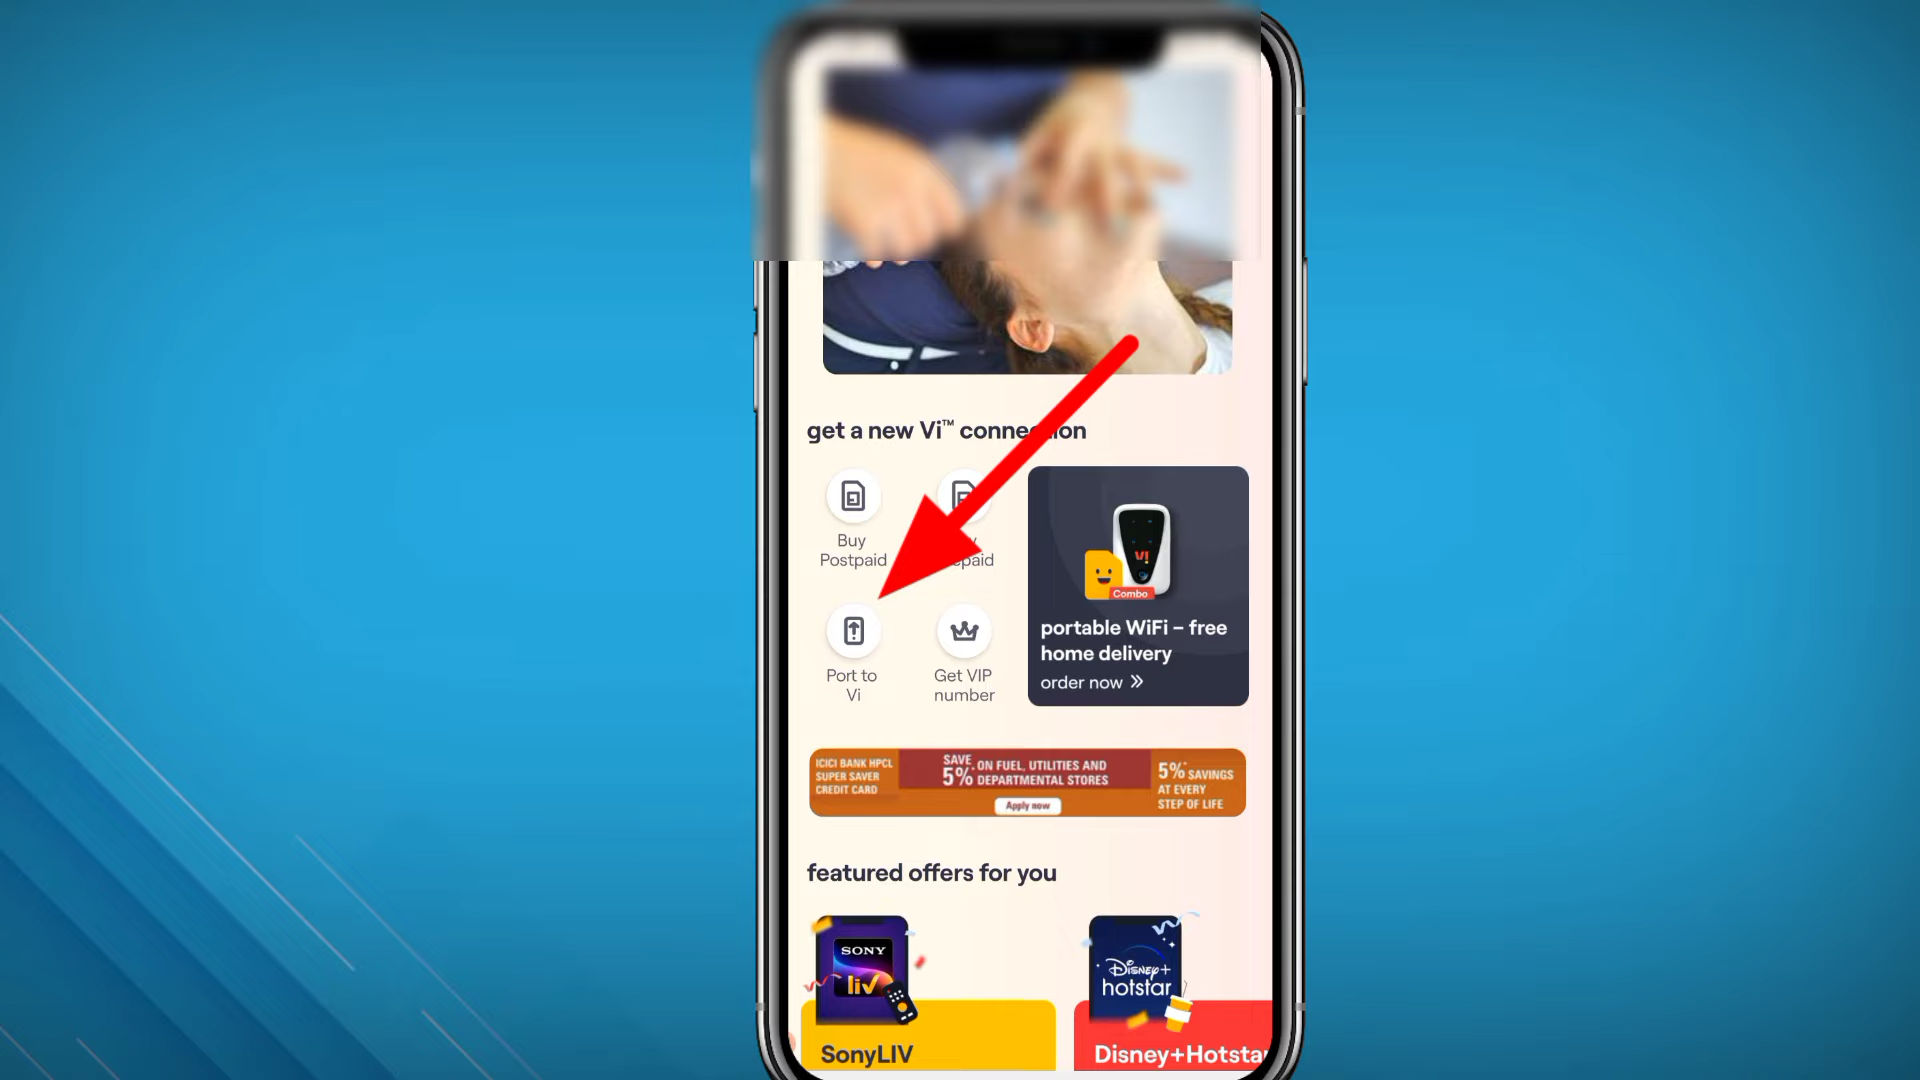 get a new Vi™ connection
Buy
Postpaid
Port to
Vi
Get VIP
number
Vi
Combo
portable WiFi – free
home delivery
order now »
ICICI BANK HPCL
SUPER SAVER
CREDIT CARD
SAVE
5%* ON FUEL, UTILITIES AND
DEPARTMENTAL STORES
Apply now
5%* SAVINGS
AT EVERY
STEP OF LIFE
featured offers for you
SONY
liv
SonyLIV
Disney+
hotstar